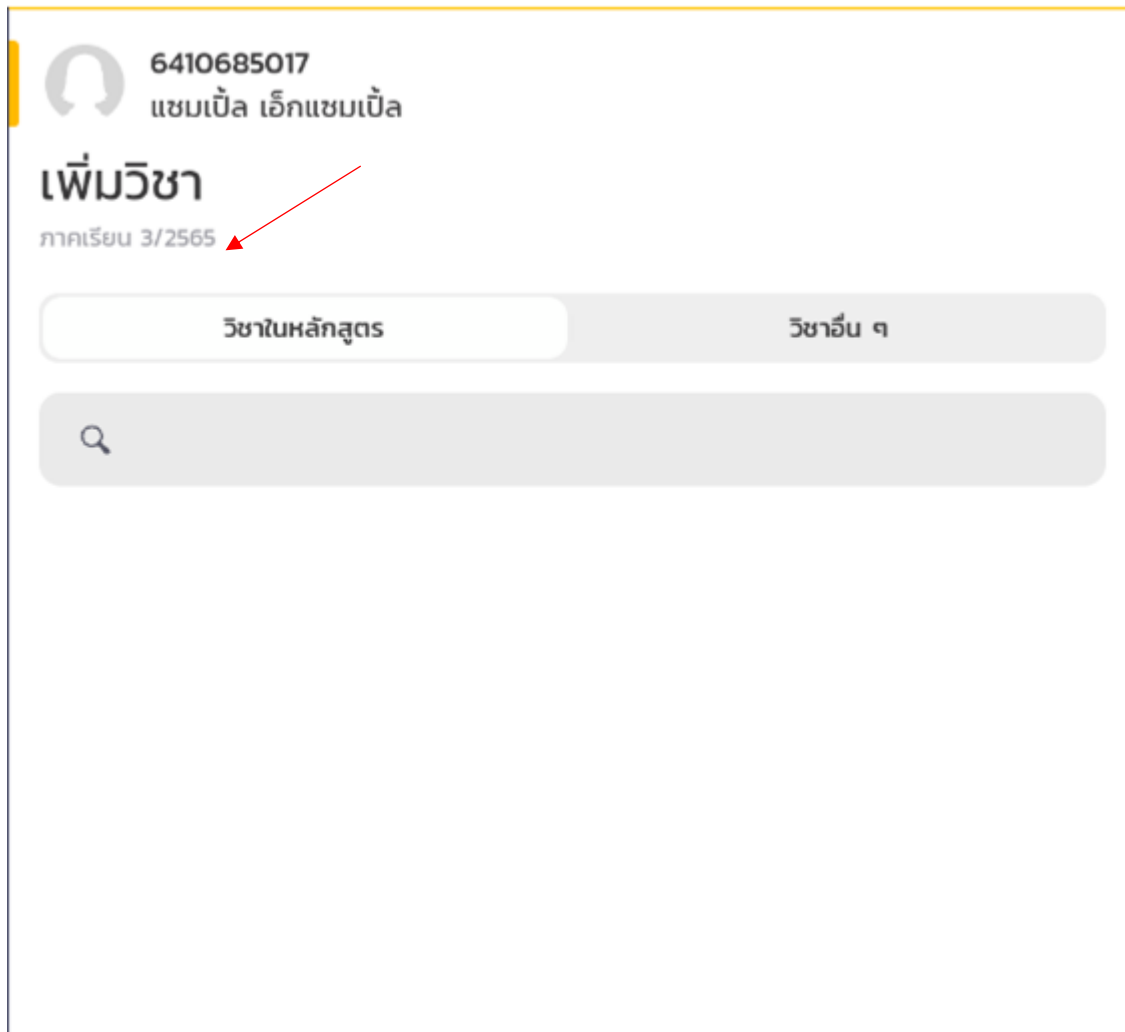 6410685017
แซมเปิ้ล เอ็กแซมเปิ้ล
เพิ่มวิชา
ภาคเรียน 3/2565
วิชาในหลักสูตร
วิชาอื่น ๆ